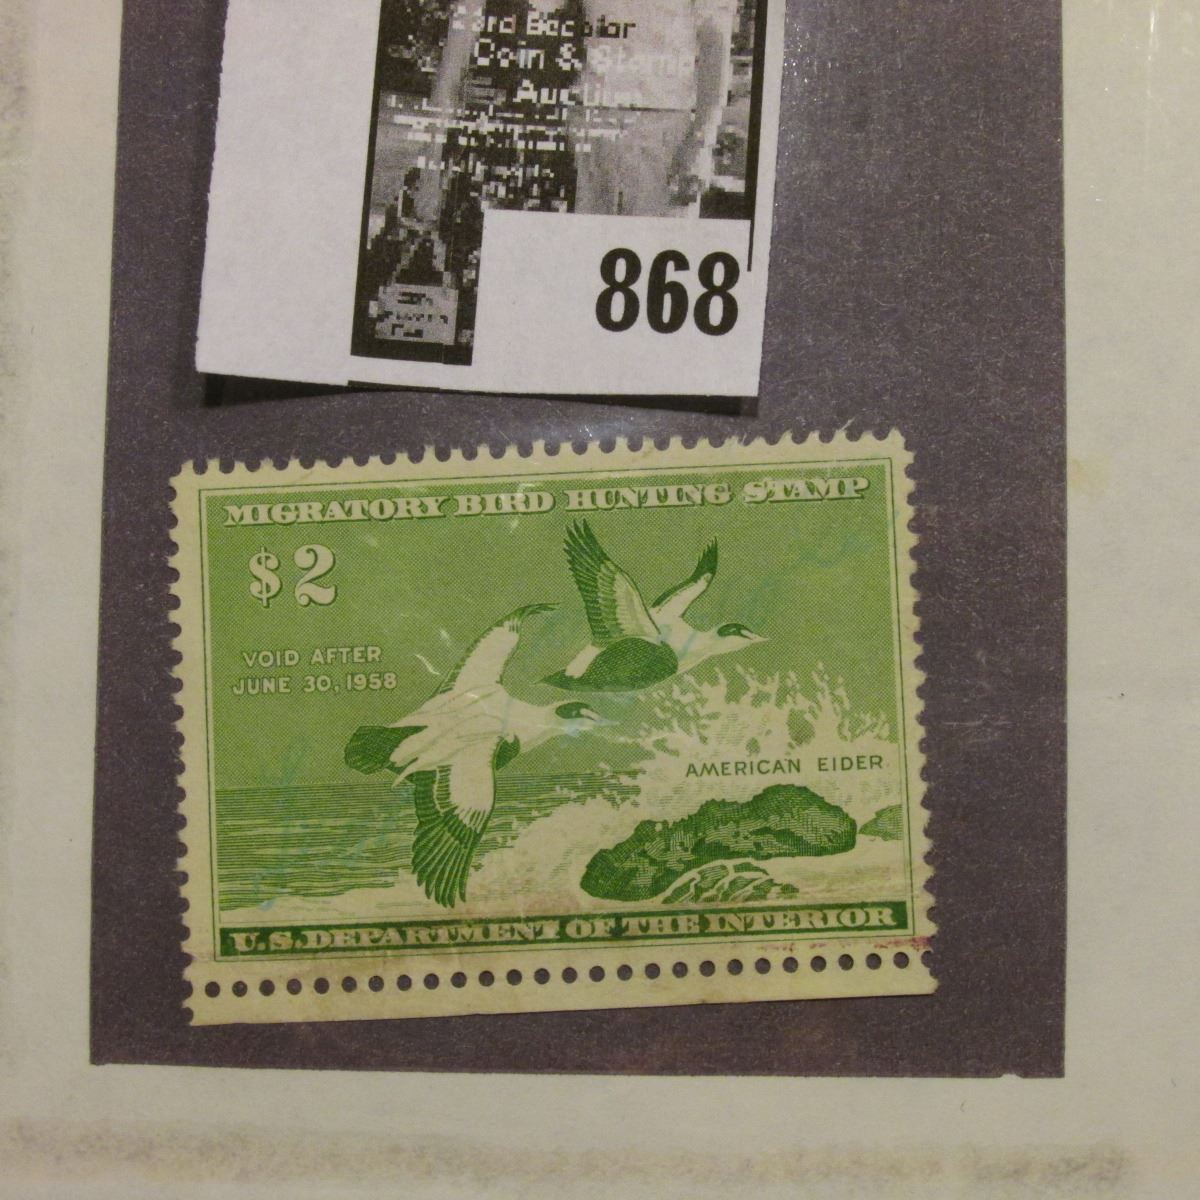 Coin & Stamp
Auction
868
MIGRATORY BIRD HUNTING STAMP
$2
VOID AFTER
JUNE 30, 1958
AMERICAN EIDER
U.S. DEPARTMENT OF THE INTERIOR